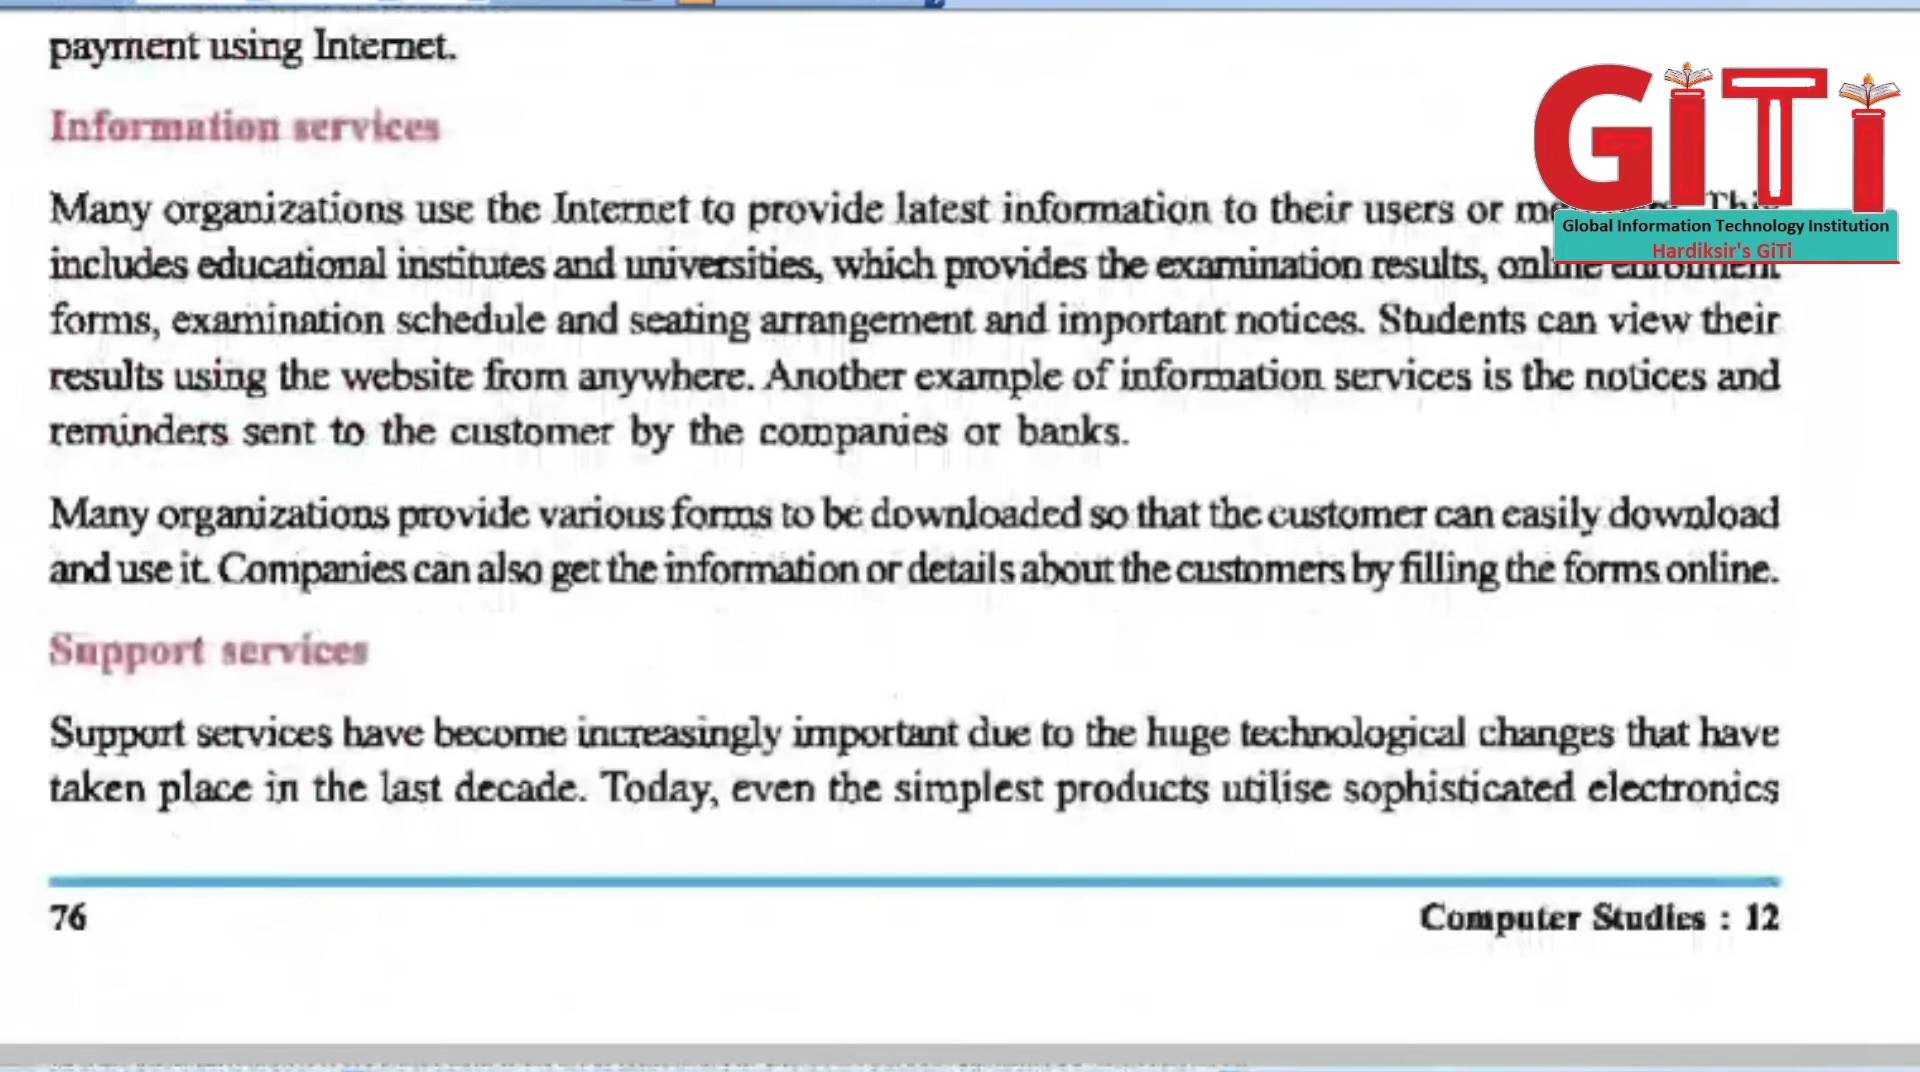 payment using Internet.
Information services
GiTi
Many organizations use the Internet to provide latest information to their users or
Global Information Technology Institution
Hardiksir's GiTi
includes educational institutes and universities, which provides the examination results, online enrolment
forms, examination schedule and seating arrangement and important notices. Students can view their
results using the website from anywhere. Another example of information services is the notices and
reminders sent to the customer by the companies or banks.
Many organizations provide various forms to be downloaded so that the customer can easily download
and use it. Companies can also get the information or details about the customers by filling the forms online.
Support services
Support services have become increasingly important due to the huge technological changes that have
taken place in the last decade. Today, even the simplest products utilise sophisticated electronics
76
Computer Studies : 12